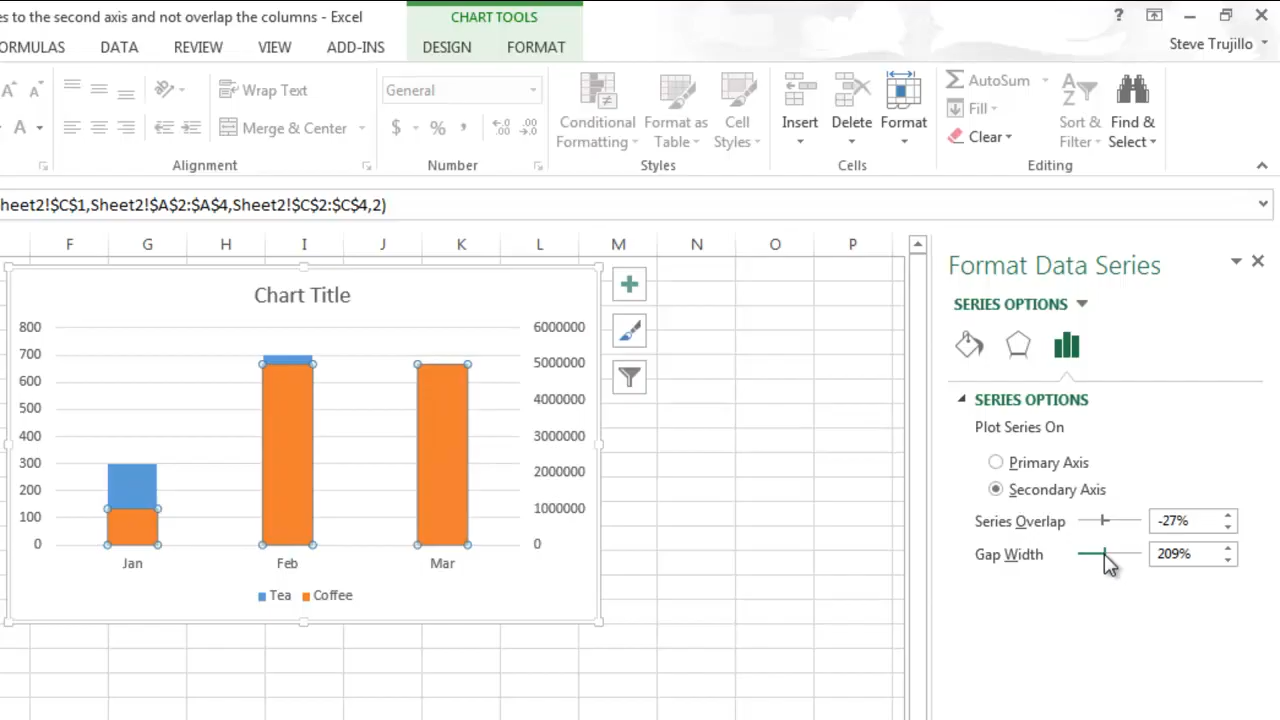 es to the second axis and not overlap the columns - Excel
CHART TOOLS
?
ORMULAS DATA REVIEW VIEW ADD-INS DESIGN FORMAT
Steve Trujillo
A A Wrap Text General
Conditional Formatting
Format as Table
Cell Styles
Insert Delete Format
AutoSum
Fill
Clear
Sort & Filter
Find & Select
A Merge & Center $ % , .00 .0
Alignment Number Styles Cells Editing
heet2!$C$1,Sheet2!$A$2:$A$4,Sheet2!$C$2:$C$4,2)
F G H I J K L M N O P
Chart Title
800 6000000
700 5000000
600 4000000
500 3000000
400 2000000
300 1000000
200 0
100
0
Jan Feb Mar
Tea Coffee
Format Data Series
SERIES OPTIONS
SERIES OPTIONS
Plot Series On
Primary Axis
Secondary Axis
Series Overlap -27%
Gap Width 209%